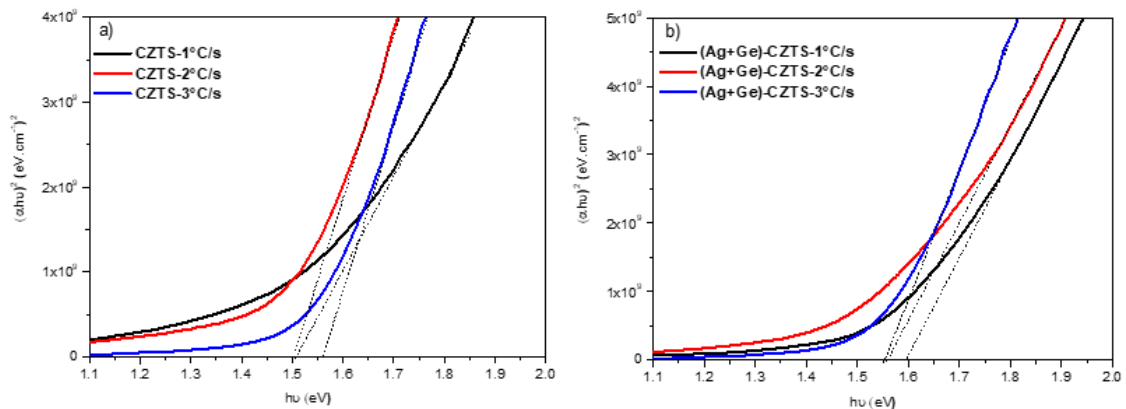 a)
CZTS-1°C/s
CZTS-2°C/s
CZTS-3°C/s
4x10⁹
3x10⁹
2x10⁹
1x10⁹
0
(αhυ)² (eV.cm⁻¹)²
1.1 1.2 1.3 1.4 1.5 1.6 1.7 1.8 1.9 2.0
hυ (eV)
b)
(Ag+Ge)-CZTS-1°C/s
(Ag+Ge)-CZTS-2°C/s
(Ag+Ge)-CZTS-3°C/s
5x10⁹
4x10⁹
3x10⁹
2x10⁹
1x10⁹
0
(αhυ)² (eV.cm⁻¹)²
1.1 1.2 1.3 1.4 1.5 1.6 1.7 1.8 1.9 2.0
hυ (eV)